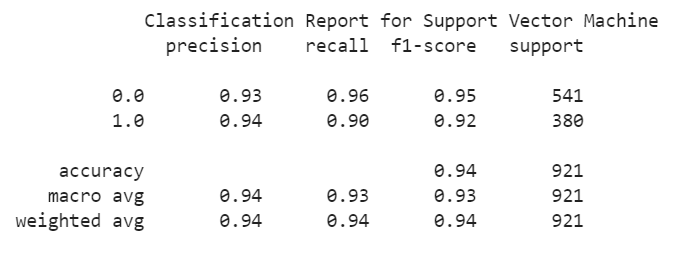 Classification Report for Support Vector Machine
precision recall f1-score support
0.0 0.93 0.96 0.95 541
1.0 0.94 0.90 0.92 380
accuracy 0.94 921
macro avg 0.94 0.93 0.93 921
weighted avg 0.94 0.94 0.94 921